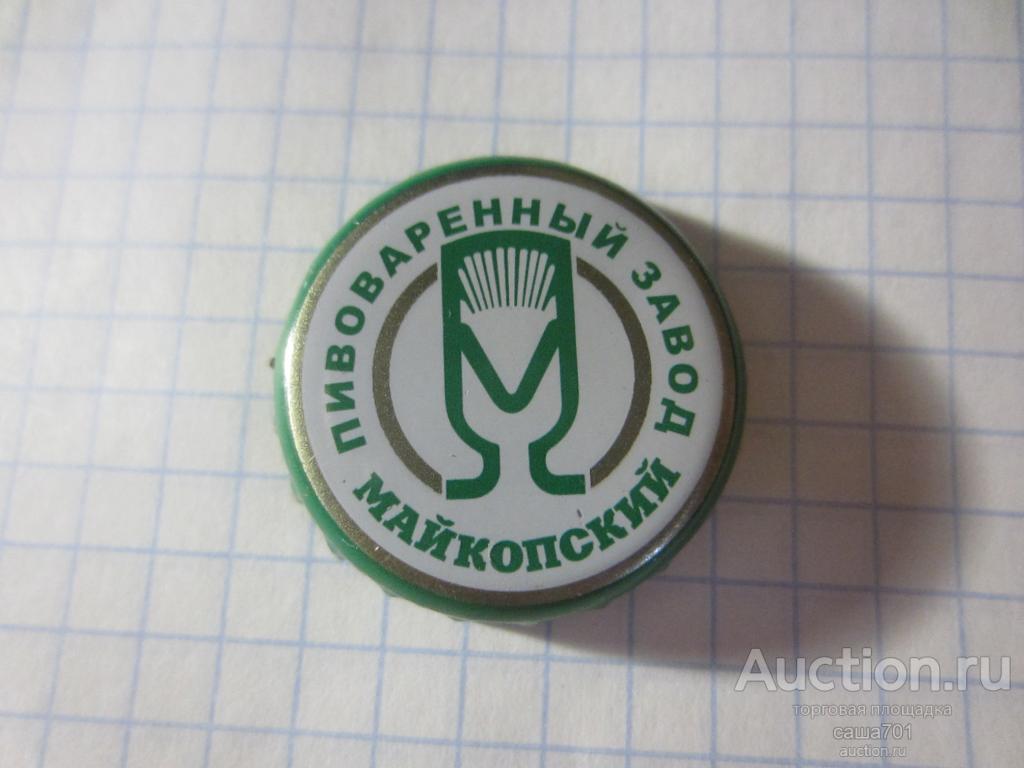 ПИВОВАРЕННЫЙ ЗАВОД
МАЙКОПСКИЙ
Auction.ru
торговая площадка
саша701
auction.ru